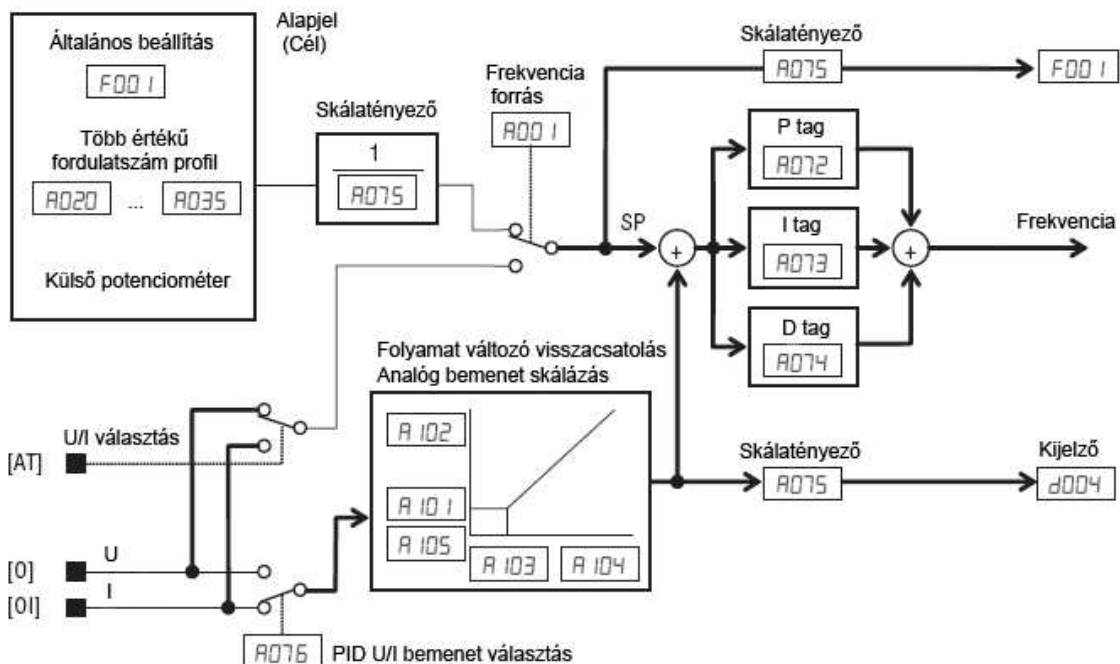 Általános beállítás
F001
Több értékű
fordulatszám profil
A020 ... A035
Külső potenciométer
Alapjel
(Cél)
Skálatényező
1
A075
Frekvencia
forrás
A001
Skálatényező
A075
F001
P tag
A072
SP
+
I tag
A073
+
Frekvencia
D tag
A074
Folyamat változó visszacsatolás
Analóg bemenet skálázás
A102
A101
A105
A103
A104
Skálatényező
A075
Kijelző
d004
U/I választás
[AT]
[O]
U
[OI]
I
A076
PID U/I bemenet választás